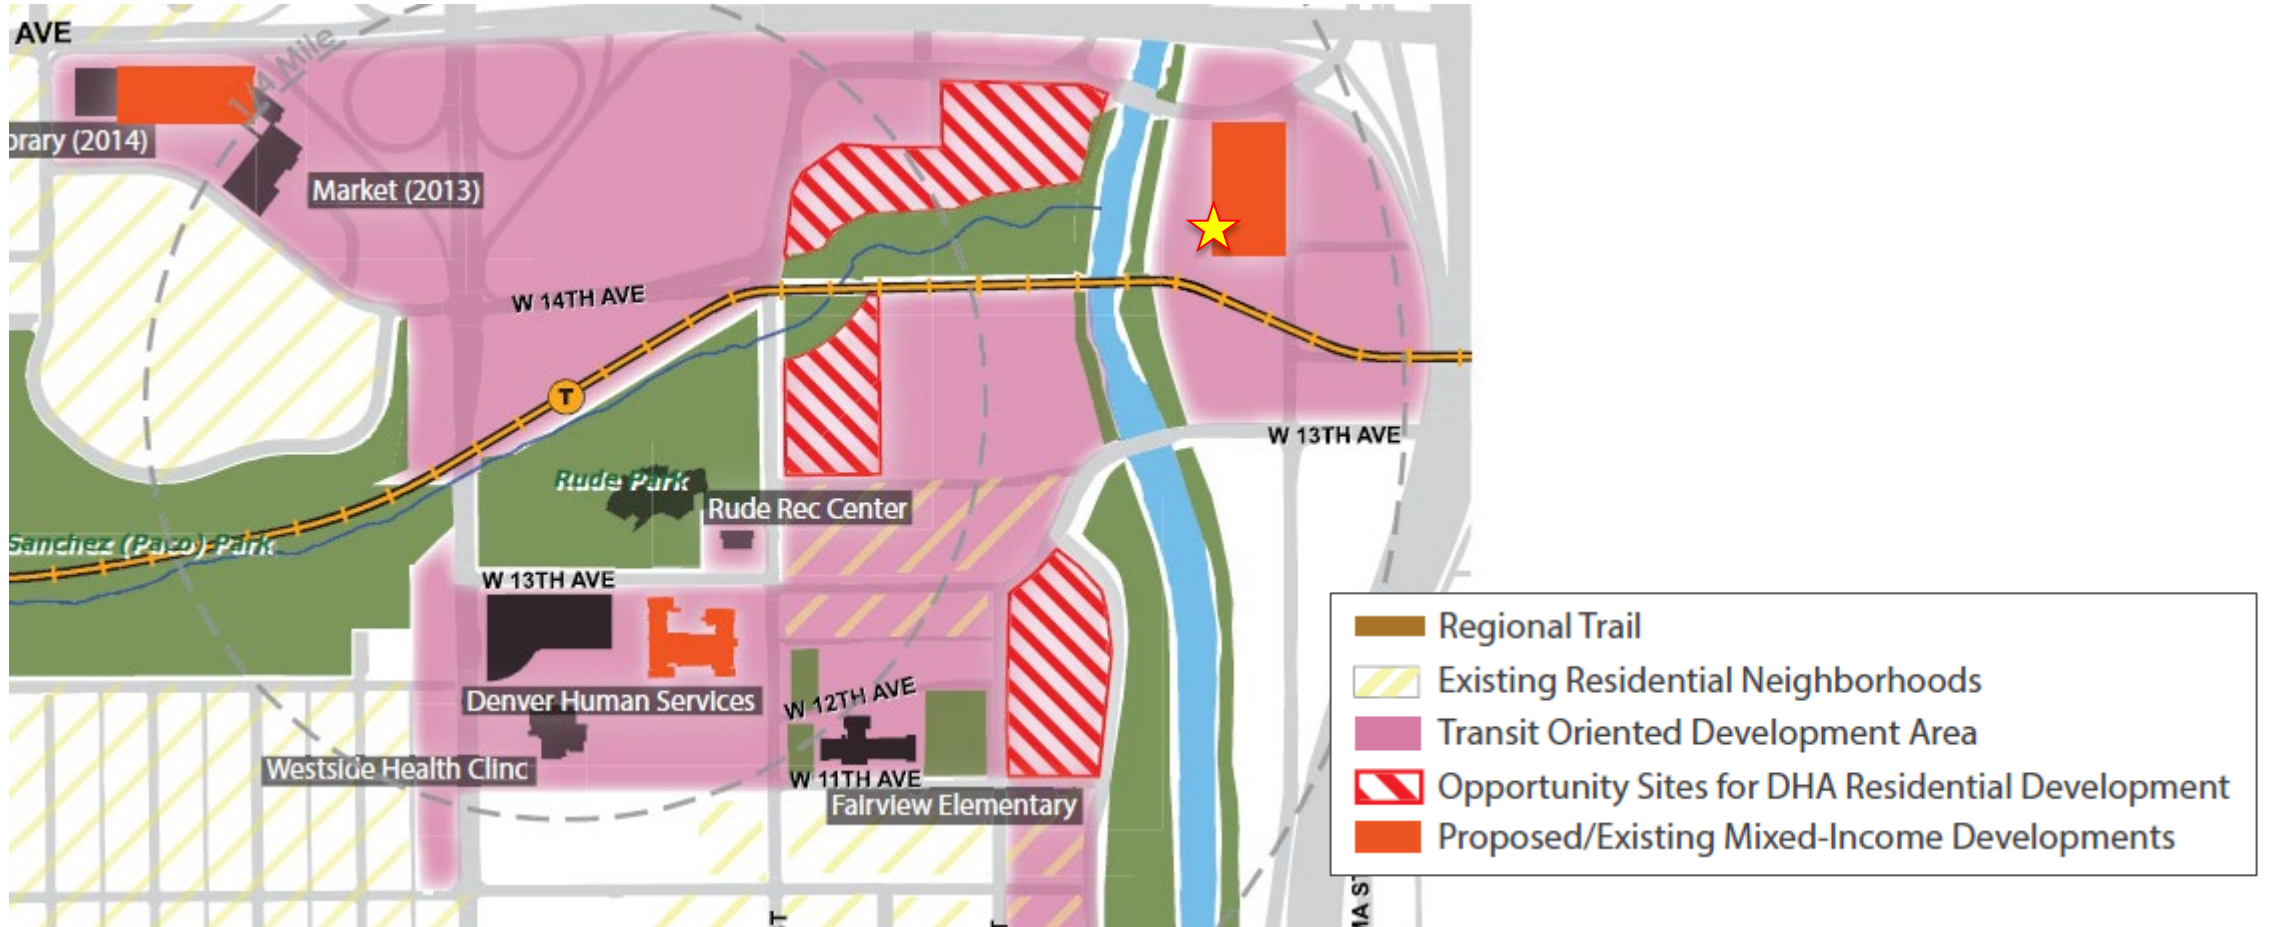 AVE
1/4 Mile
brary (2014)
Market (2013)
W 14TH AVE
T
W 13TH AVE
Rude Park
Rude Rec Center
Sanchez (Paco) Park
W 13TH AVE
Denver Human Services
W 12TH AVE
Westside Health Clinc
W 11TH AVE
Fairview Elementary
Regional Trail
Existing Residential Neighborhoods
Transit Oriented Development Area
Opportunity Sites for DHA Residential Development
Proposed/Existing Mixed-Income Developments
MA ST
T
T